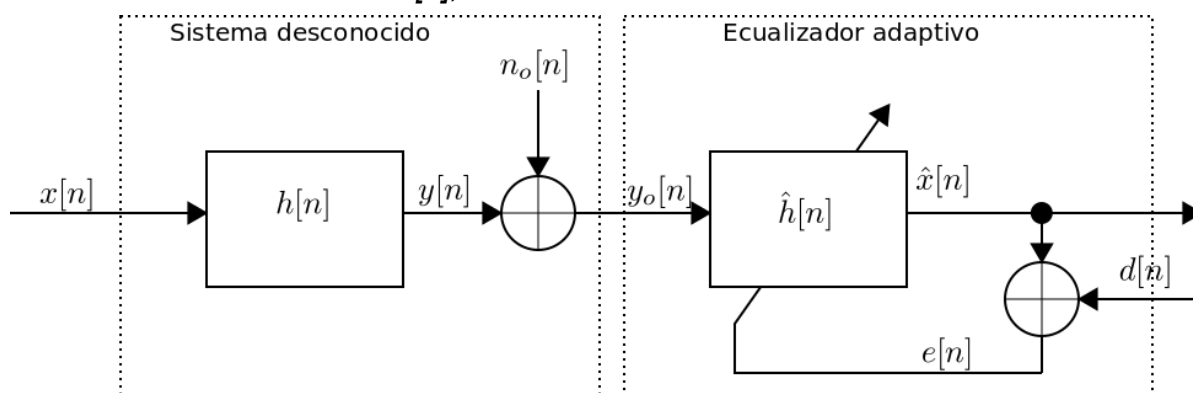 Sistema desconocido
Ecualizador adaptivo
n_o[n]
x[n]
h[n]
y[n]
y_o[n]
ĥ[n]
x̂[n]
d[n]
e[n]